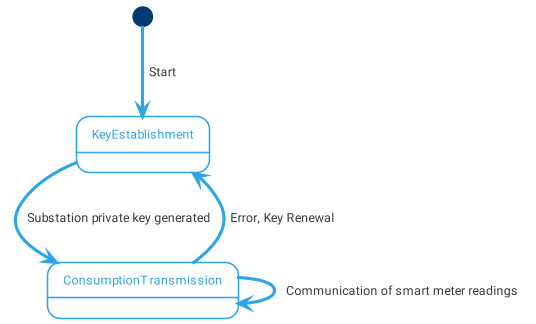 Start
KeyEstablishment
Substation private key generated
Error, Key Renewal
ConsumptionTransmission
Communication of smart meter readings